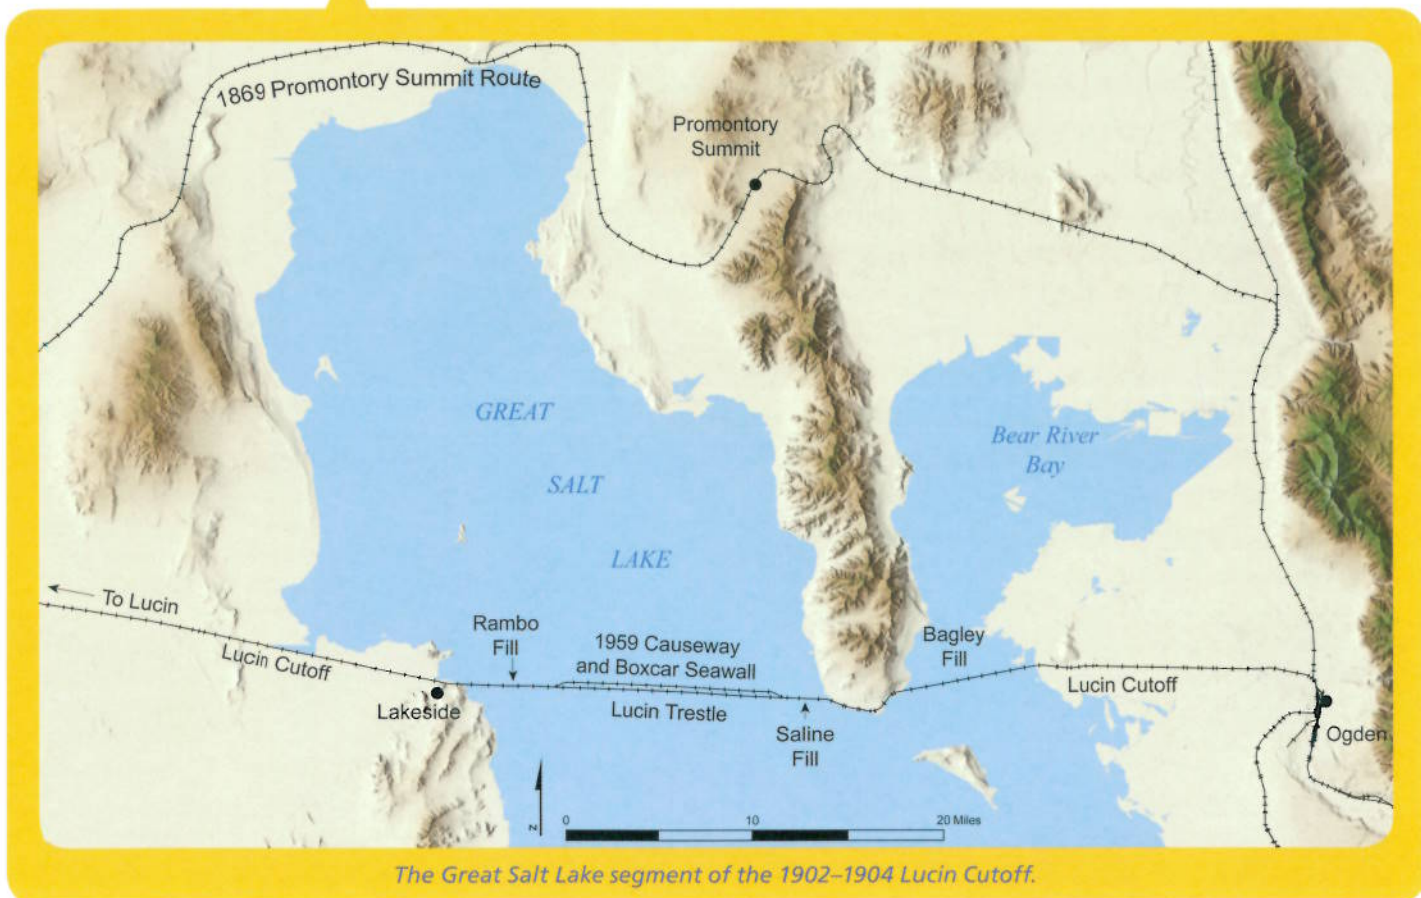 1869 Promontory Summit Route
Promontory
Summit
GREAT
SALT
LAKE
Bear River
Bay
To Lucin
Lucin Cutoff
Rambo
Fill
1959 Causeway
and Boxcar Seawall
Bagley
Fill
Lucin Cutoff
Lakeside
Lucin Trestle
Saline
Fill
Ogden
N
0 10 20 Miles
The Great Salt Lake segment of the 1902–1904 Lucin Cutoff.